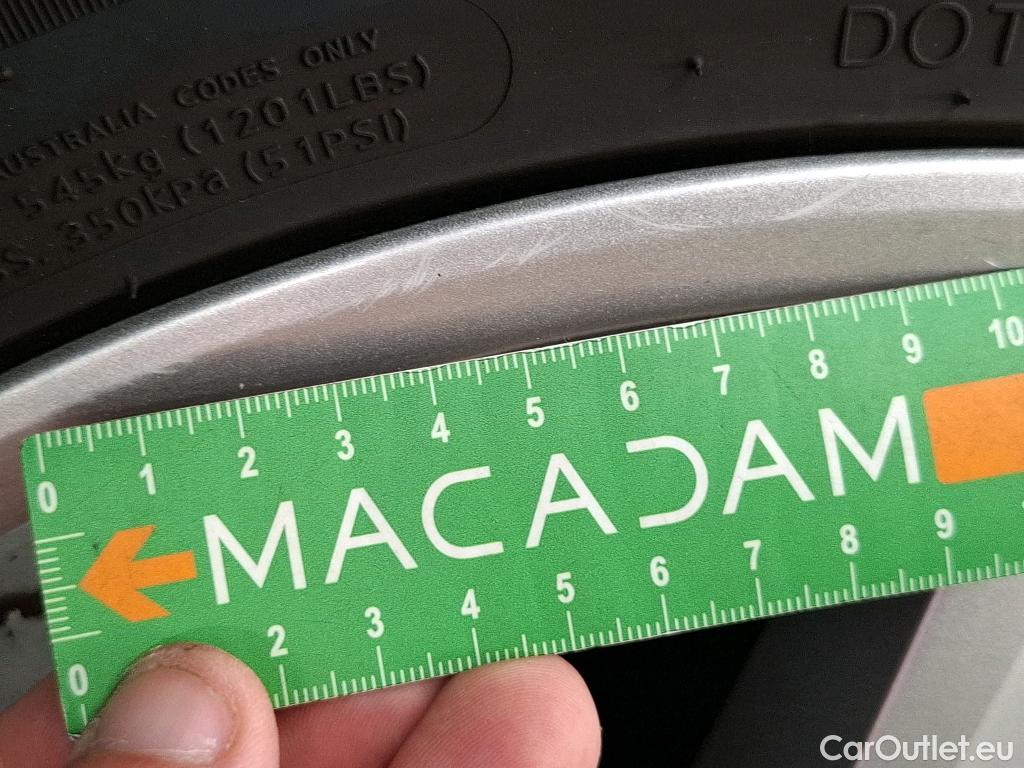 DOT
AUSTRALIA CODES ONLY
545kg (1201LBS)
SS. 350kPa (51PSI)
0 1 2 3 4 5 6 7 8 9 10
MACADAM
0 2 3 4 5 6 7 8 9
CarOutlet.eu